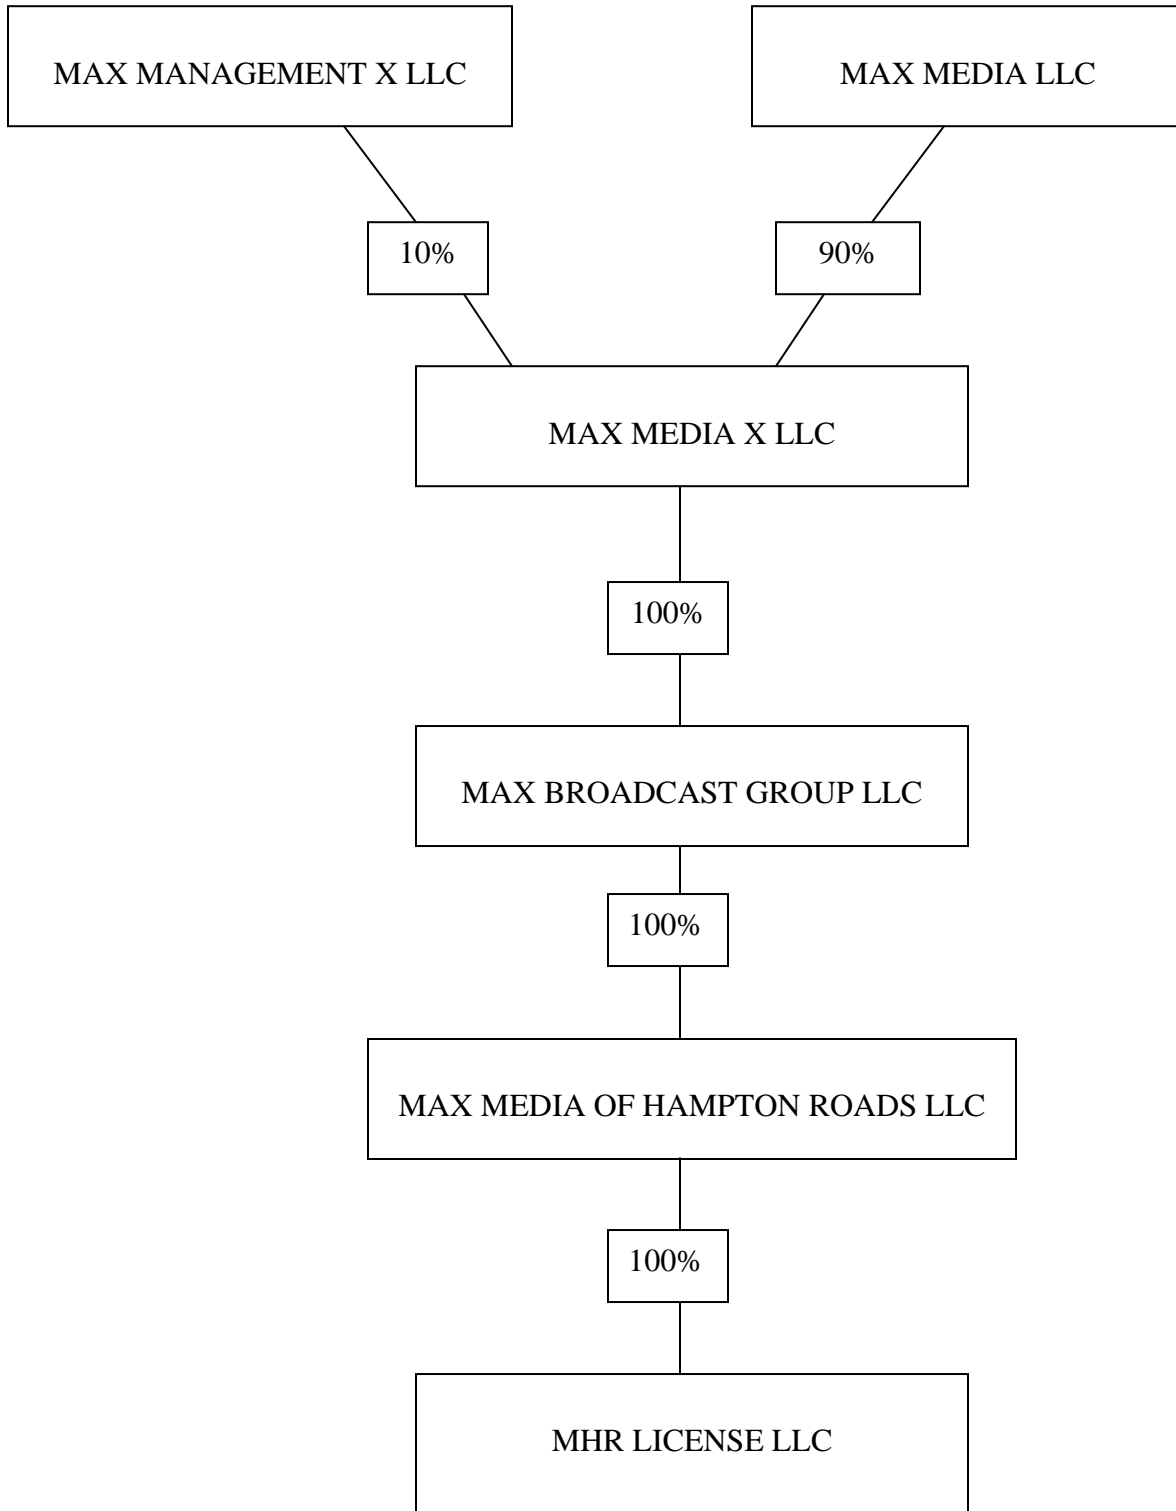 MAX MANAGEMENT X LLC
MAX MEDIA LLC
10%
90%
MAX MEDIA X LLC
100%
MAX BROADCAST GROUP LLC
100%
MAX MEDIA OF HAMPTON ROADS LLC
100%
MHR LICENSE LLC